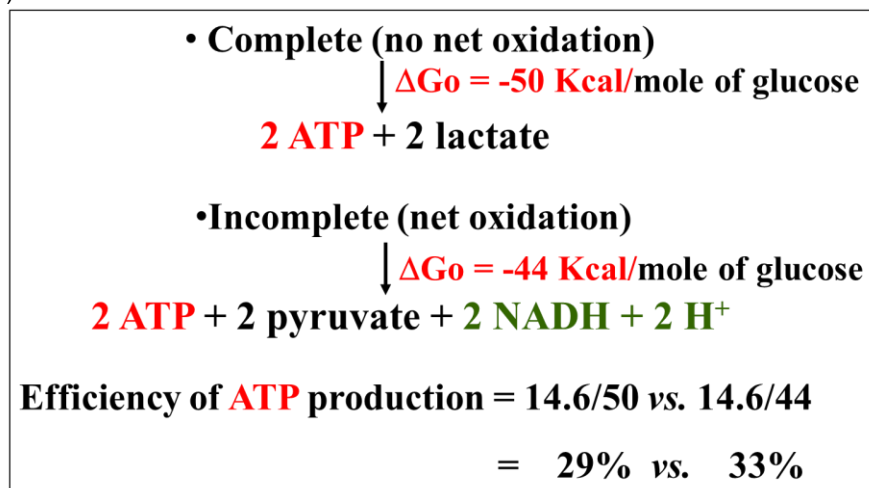 )
• Complete (no net oxidation)
ΔGo = -50 Kcal/mole of glucose
2 ATP + 2 lactate
•Incomplete (net oxidation)
ΔGo = -44 Kcal/mole of glucose
2 ATP + 2 pyruvate + 2 NADH + 2 H⁺
Efficiency of ATP production = 14.6/50 vs. 14.6/44
= 29% vs. 33%